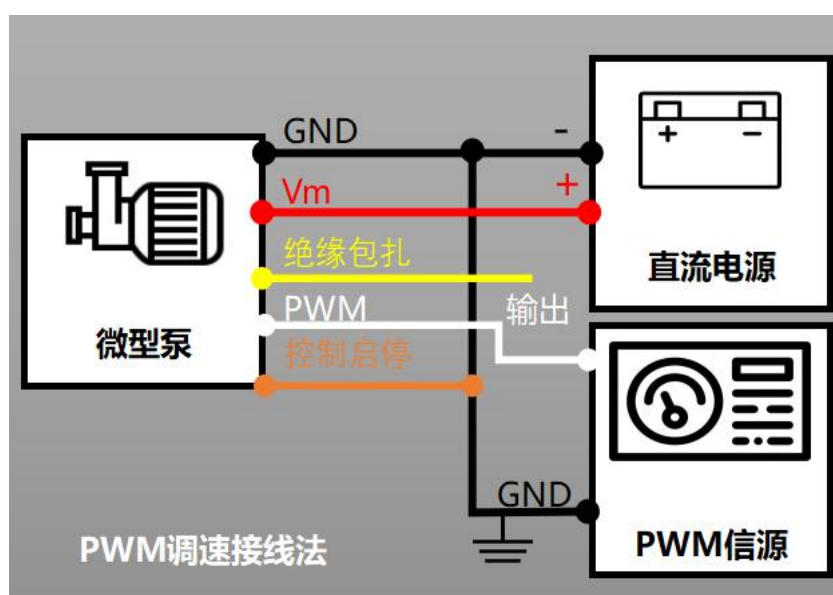 GND
-
Vm
+
绝缘包扎
PWM
输出
控制启停
微型泵
直流电源
+ -
GND
PWM调速接线法
PWM信源